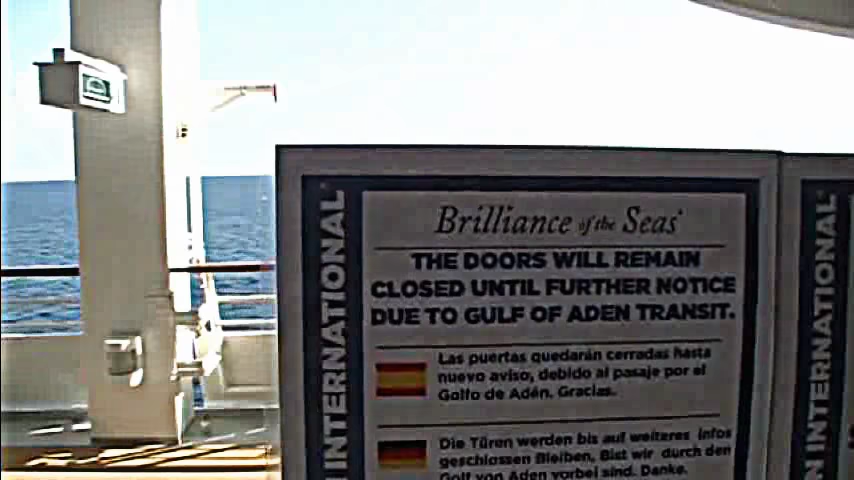 Brilliance of the Seas
THE DOORS WILL REMAIN
CLOSED UNTIL FURTHER NOTICE
DUE TO GULF OF ADEN TRANSIT.
Las puertas quedarán cerradas hasta
nuevo aviso, debido al pasaje por el
Golfo de Adén. Gracias.
Die Türen werden bis auf weiteres infos
geschlossen Bleiben, Bist wir durch den
Golf von Aden vorbei sind. Danke.
INTERNATIONAL
N INTERNATIONAL